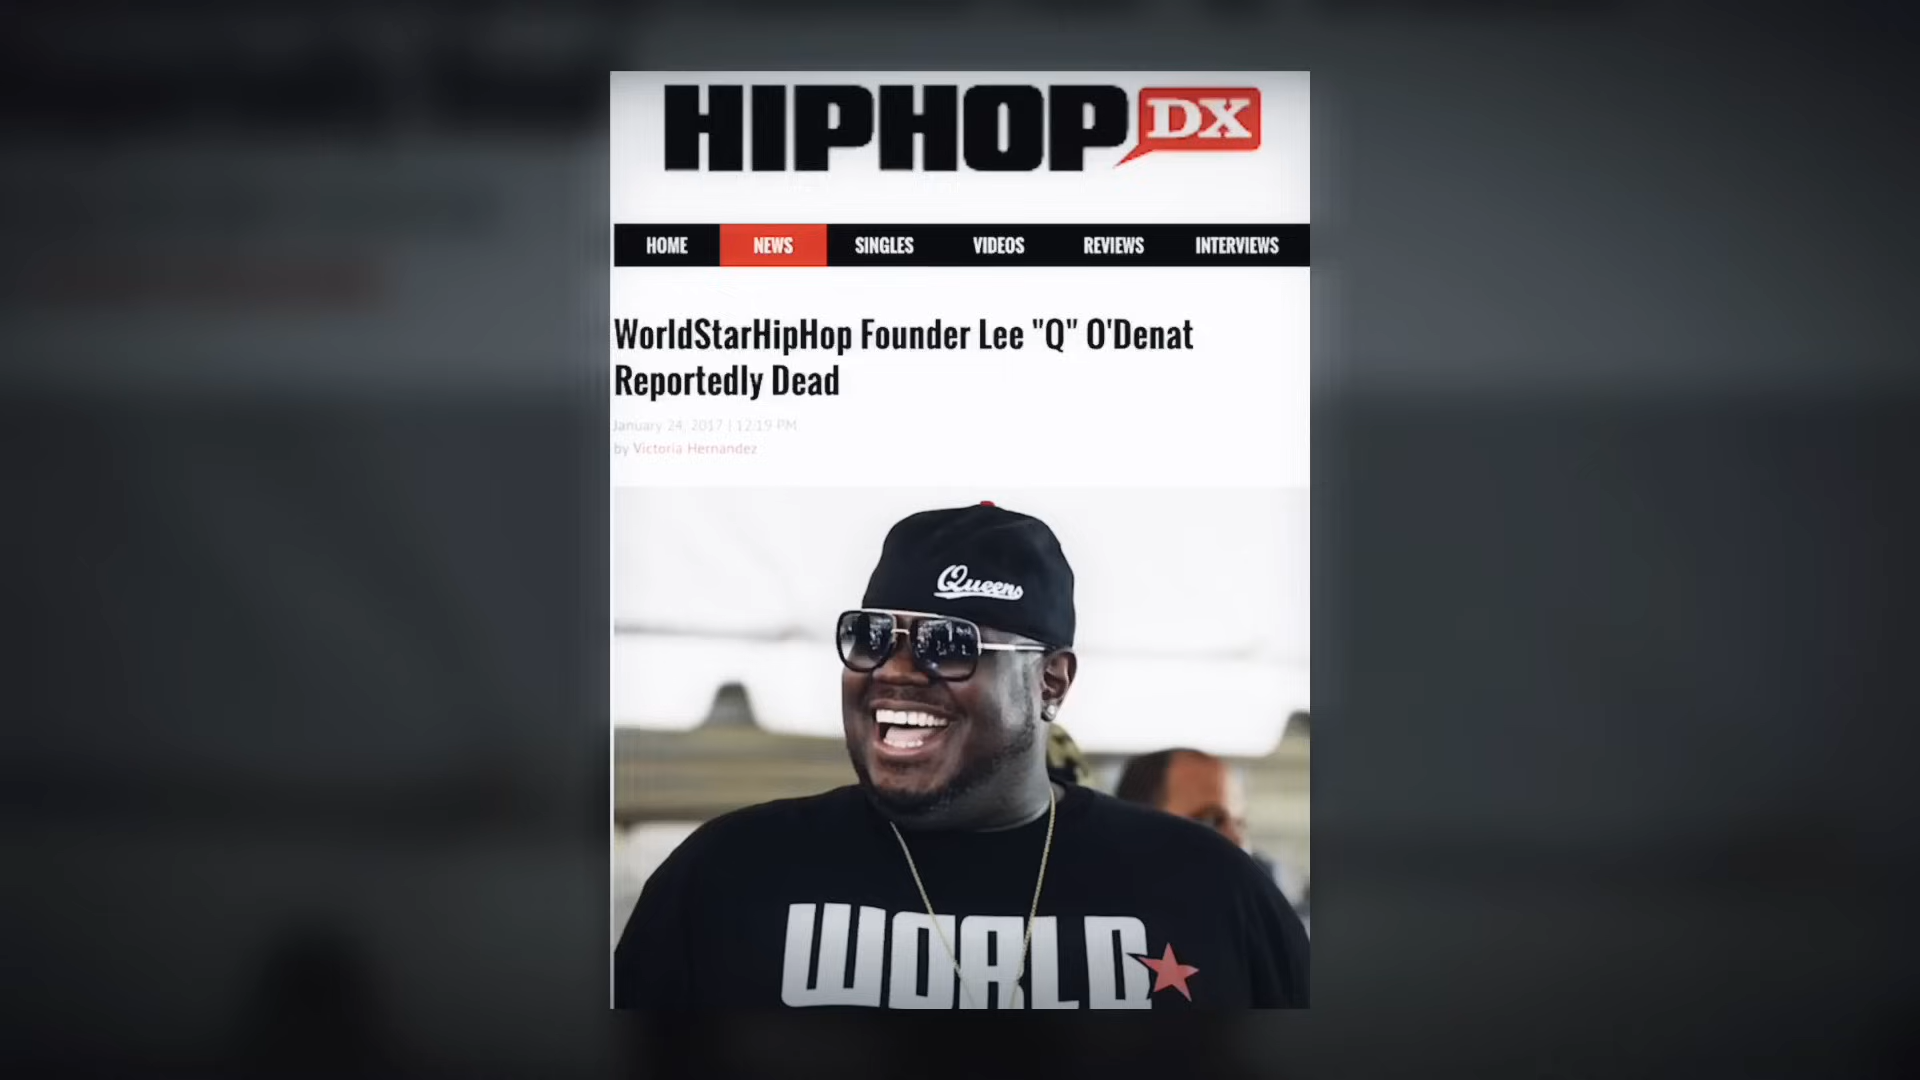 HIPHOP DX
HOME NEWS SINGLES VIDEOS REVIEWS INTERVIEWS
WorldStarHipHop Founder Lee "Q" O'Denat
Reportedly Dead
January 24, 2017 | 12:19 PM
by Victoria Hernandez
Queens
WORLD